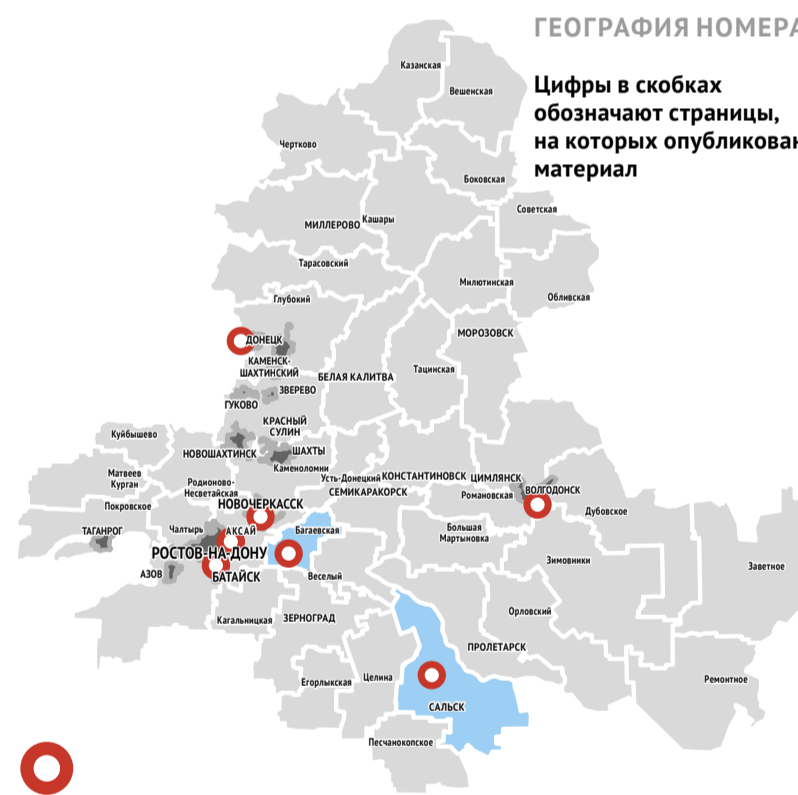 ГЕОГРАФИЯ НОМЕРА
Цифры в скобках
обозначают страницы,
на которых опубликован
материал
Казанская
Вешенская
Чертково
Боковская
Советская
МИЛЛЕРОВО
Кашары
Тарасовский
Милютинская
Обливская
Глубокий
ДОНЕЦК
МОРОЗОВСК
КАМЕНСК-
ШАХТИНСКИЙ
БЕЛАЯ КАЛИТВА
Тацинская
ЗВЕРЕВО
ГУКОВО
КРАСНЫЙ
СУЛИН
Куйбышево
НОВОШАХТИНСК
ШАХТЫ
Каменоломни
Матвеев
Курган
Родионово-
Несветайская
Усть-Донецкий
КОНСТАНТИНОВСК
ЦИМЛЯНСК
СЕМИКАРАКОРСК
Романовская
ВОЛГОДОНСК
Покровское
НОВОЧЕРКАССК
Дубовское
ТАГАНРОГ
Чалтырь
АКСАЙ
Багаевская
Большая
Мартыновка
РОСТОВ-НА-ДОНУ
Зимовники
Заветное
АЗОВ
БАТАЙСК
Веселый
Кагальницкая
ЗЕРНОГРАД
Орловский
ПРОЛЕТАРСК
Егорлыкская
Целина
Ремонтное
САЛЬСК
Песчанокопское